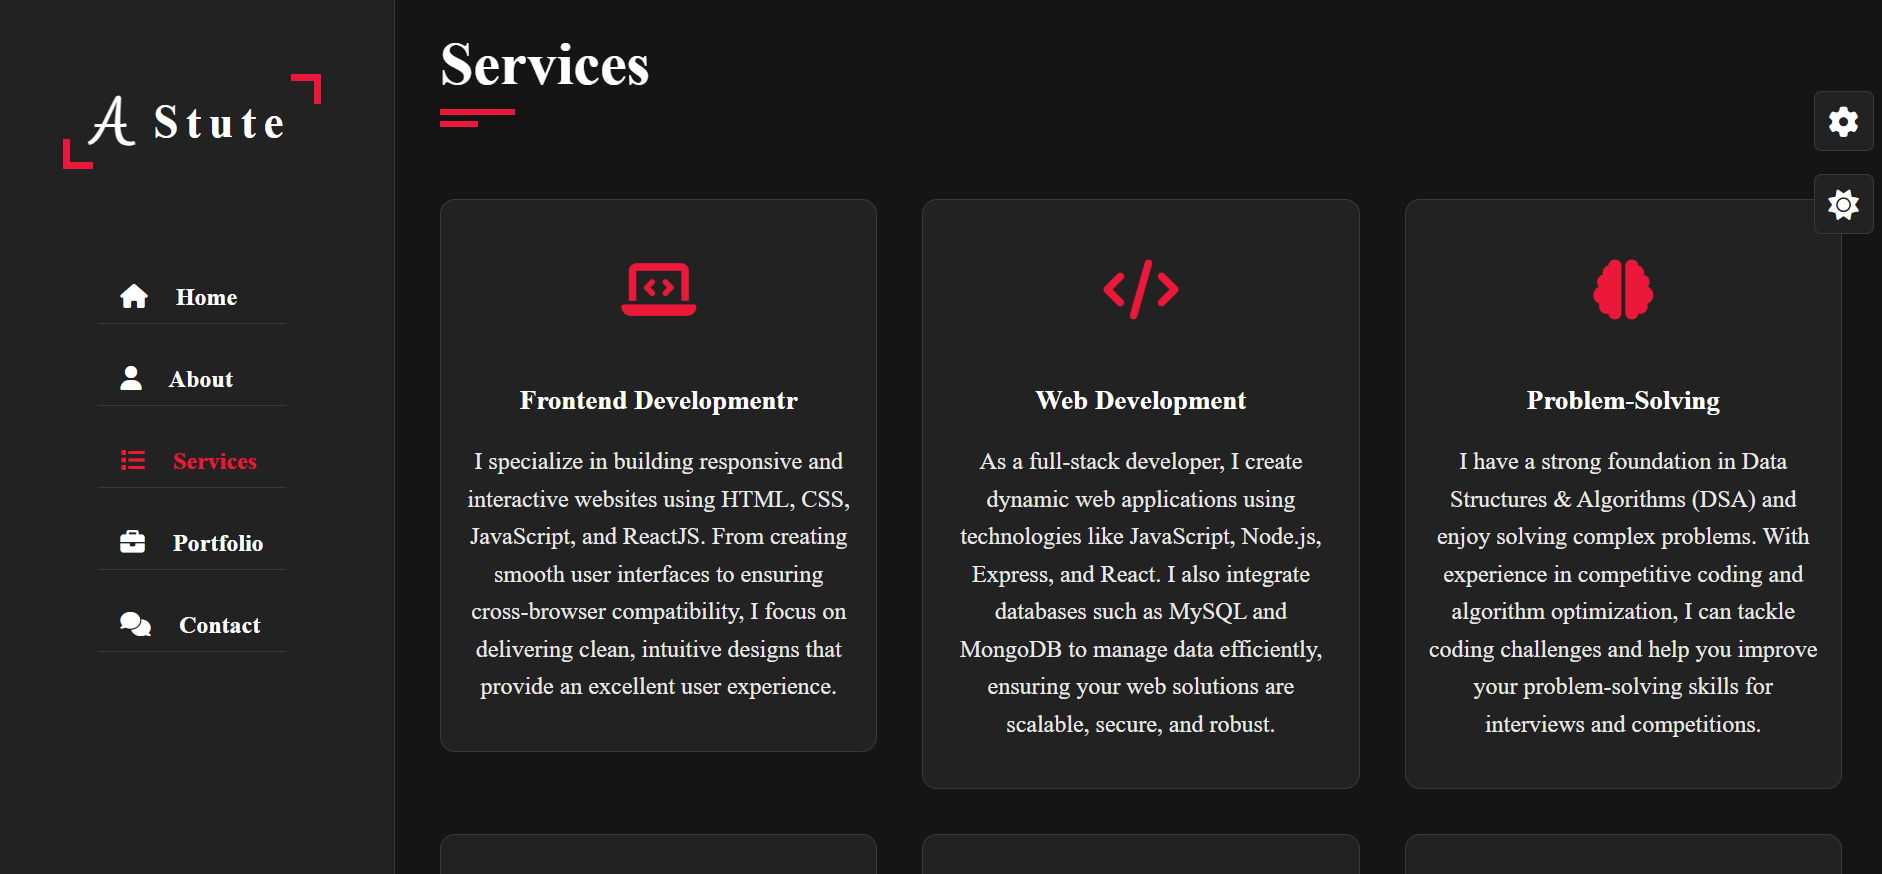 A Stute
Home
About
Services
Portfolio
Contact
Services
Frontend Developmentr
I specialize in building responsive and
interactive websites using HTML, CSS,
JavaScript, and ReactJS. From creating
smooth user interfaces to ensuring
cross-browser compatibility, I focus on
delivering clean, intuitive designs that
provide an excellent user experience.
Web Development
As a full-stack developer, I create
dynamic web applications using
technologies like JavaScript, Node.js,
Express, and React. I also integrate
databases such as MySQL and
MongoDB to manage data efficiently,
ensuring your web solutions are
scalable, secure, and robust.
Problem-Solving
I have a strong foundation in Data
Structures & Algorithms (DSA) and
enjoy solving complex problems. With
experience in competitive coding and
algorithm optimization, I can tackle
coding challenges and help you improve
your problem-solving skills for
interviews and competitions.